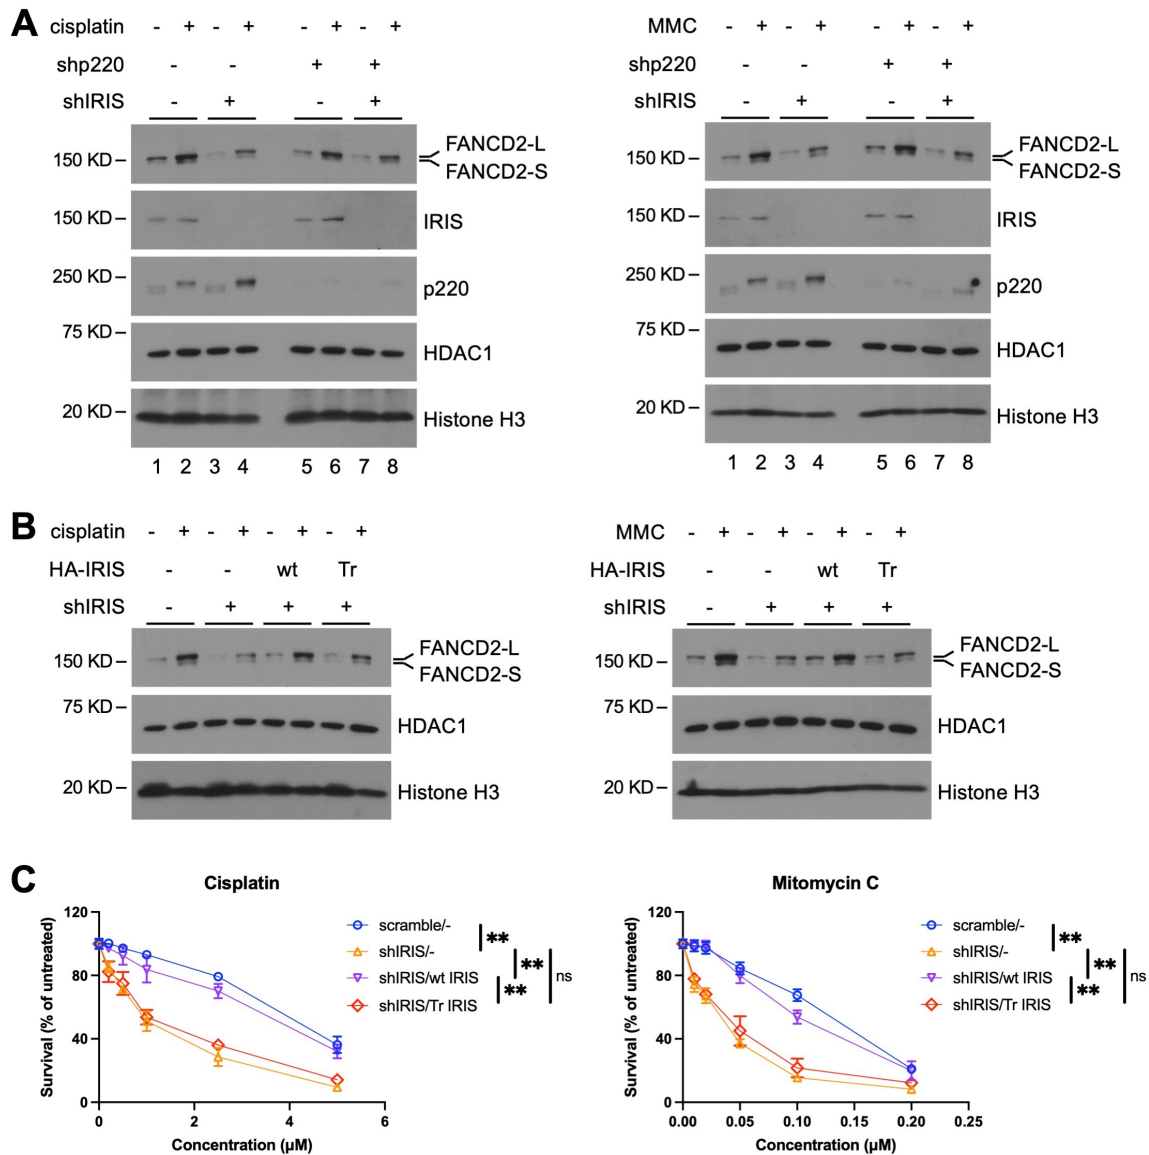 A
cisplatin - + - + - + - +
shp220 - - + +
shIRIS - + - +
150 KD
FANCD2-L
FANCD2-S
150 KD
IRIS
250 KD
p220
75 KD
HDAC1
20 KD
Histone H3
1 2 3 4 5 6 7 8
MMC - + - + - + - +
shp220 - - + +
shIRIS - + - +
150 KD
FANCD2-L
FANCD2-S
150 KD
IRIS
250 KD
p220
75 KD
HDAC1
20 KD
Histone H3
1 2 3 4 5 6 7 8
B
cisplatin - + - + - + - +
HA-IRIS - - wt Tr
shIRIS - + + +
150 KD
FANCD2-L
FANCD2-S
75 KD
HDAC1
20 KD
Histone H3
MMC - + - + - + - +
HA-IRIS - - wt Tr
shIRIS - + + +
150 KD
FANCD2-L
FANCD2-S
75 KD
HDAC1
20 KD
Histone H3
C
Cisplatin
Survival (% of untreated)
120
80
40
0
0 2 4 6
Concentration (µM)
scramble/-
shIRIS/-
shIRIS/wt IRIS
shIRIS/Tr IRIS
**
**
**
ns
Mitomycin C
Survival (% of untreated)
120
80
40
0
0.00 0.05 0.10 0.15 0.20 0.25
Concentration (µM)
scramble/-
shIRIS/-
shIRIS/wt IRIS
shIRIS/Tr IRIS
**
**
**
ns